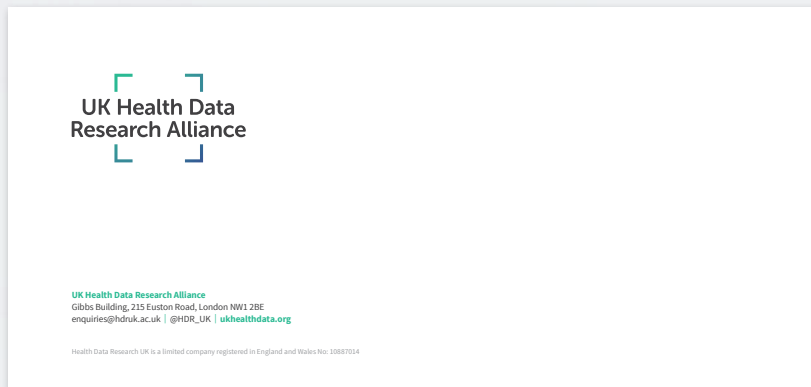 UK Health Data
Research Alliance
UK Health Data Research Alliance
Gibbs Building, 215 Euston Road, London NW1 2BE
enquiries@hdruk.ac.uk | @HDR_UK | ukhealthdata.org
Health Data Research UK is a limited company registered in England and Wales No: 10887014